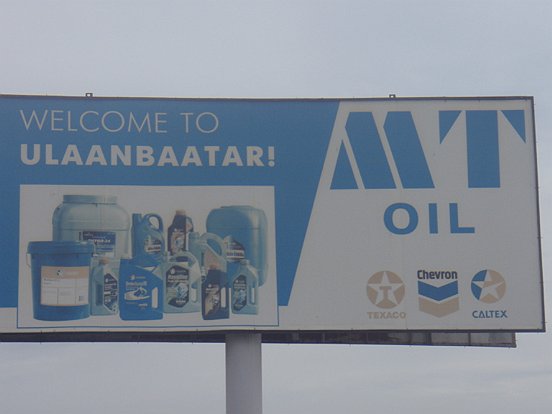 WELCOME TO
ULAANBAATAR!
MT
OIL
TEXACO
Chevron
CALTEX